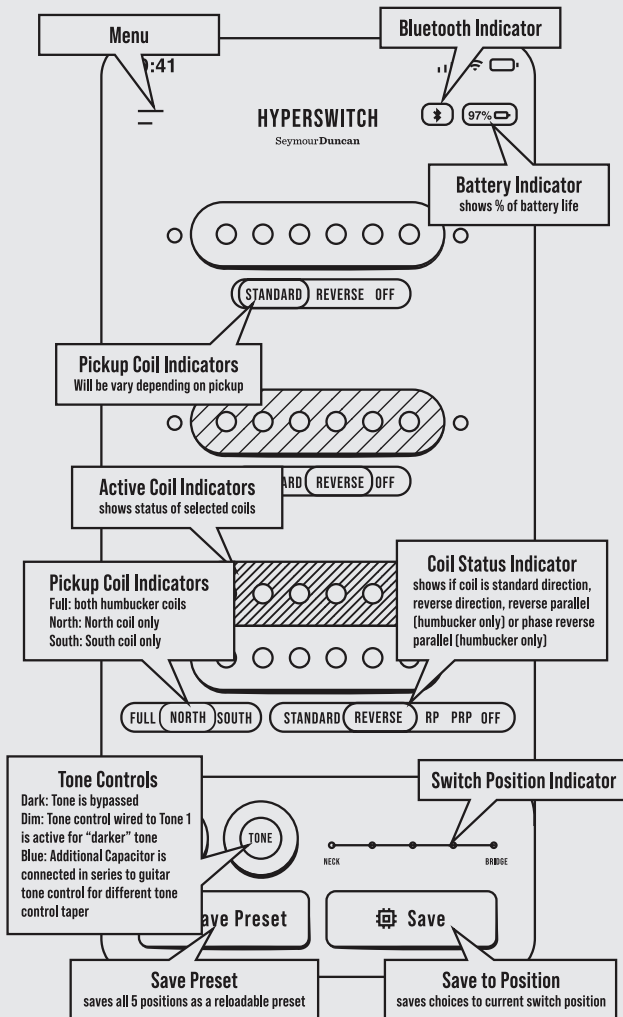 Menu
Bluetooth Indicator
:41
HYPERSWITCH
SeymourDuncan
97%
Battery Indicator
shows % of battery life
STANDARD REVERSE OFF
Pickup Coil Indicators
Will be vary depending on pickup
ARD REVERSE OFF
Active Coil Indicators
shows status of selected coils
Pickup Coil Indicators
Full: both humbucker coils
North: North coil only
South: South coil only
Coil Status Indicator
shows if coil is standard direction,
reverse direction, reverse parallel
(humbucker only) or phase reverse
parallel (humbucker only)
FULL NORTH SOUTH
STANDARD REVERSE RP PRP OFF
Tone Controls
Dark: Tone is bypassed
Dim: Tone control wired to Tone 1
is active for “darker” tone
Blue: Additional Capacitor is
connected in series to guitar
tone control for different tone
control taper
TONE
Switch Position Indicator
NECK
BRIDGE
ave Preset
Save
Save Preset
saves all 5 positions as a reloadable preset
Save to Position
saves choices to current switch position